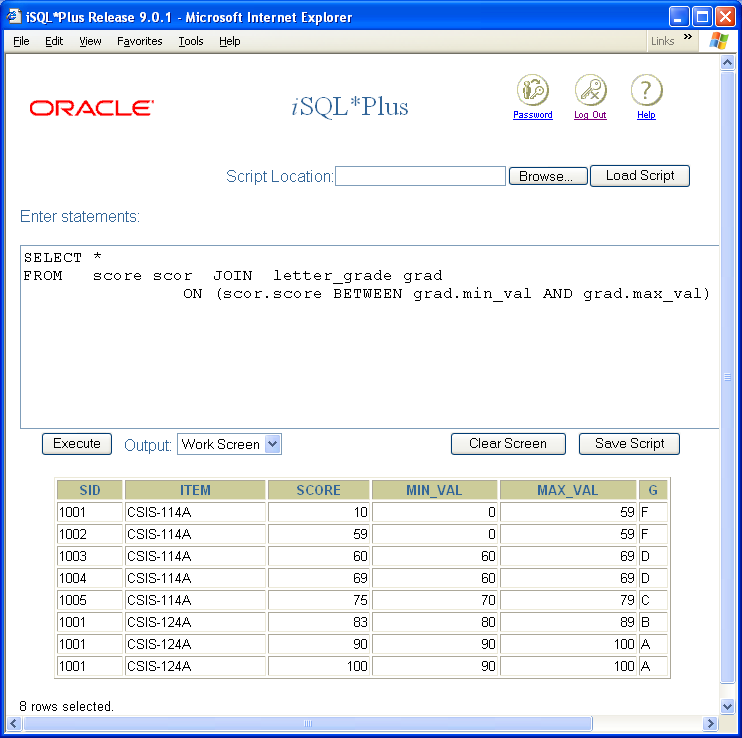 iSQL*Plus Release 9.0.1 - Microsoft Internet Explorer
File Edit View Favorites Tools Help Links »
ORACLE®
iSQL*Plus
Password Log Out Help
Script Location: Browse... Load Script
Enter statements:
SELECT *
FROM score scor JOIN letter_grade grad
ON (scor.score BETWEEN grad.min_val AND grad.max_val)
Execute Output: Work Screen Clear Screen Save Script
SID ITEM SCORE MIN_VAL MAX_VAL G
1001 CSIS-114A 10 0 59 F
1002 CSIS-114A 59 0 59 F
1003 CSIS-114A 60 60 69 D
1004 CSIS-114A 69 60 69 D
1005 CSIS-114A 75 70 79 C
1001 CSIS-124A 83 80 89 B
1001 CSIS-124A 90 90 100 A
1001 CSIS-124A 100 90 100 A
8 rows selected.